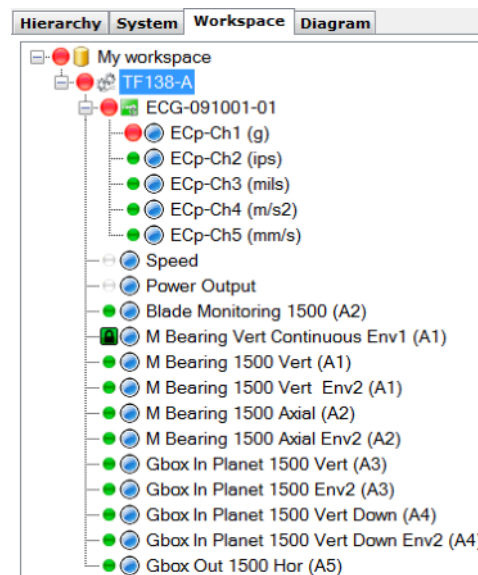 Hierarchy System Workspace Diagram
My workspace
TF138-A
ECG-091001-01
ECp-Ch1 (g)
ECp-Ch2 (ips)
ECp-Ch3 (mils)
ECp-Ch4 (m/s2)
ECp-Ch5 (mm/s)
Speed
Power Output
Blade Monitoring 1500 (A2)
M Bearing Vert Continuous Env1 (A1)
M Bearing 1500 Vert (A1)
M Bearing 1500 Vert Env2 (A1)
M Bearing 1500 Axial (A2)
M Bearing 1500 Axial Env2 (A2)
Gbox In Planet 1500 Vert (A3)
Gbox In Planet 1500 Env2 (A3)
Gbox In Planet 1500 Vert Down (A4)
Gbox In Planet 1500 Vert Down Env2 (A4)
Gbox Out 1500 Hor (A5)